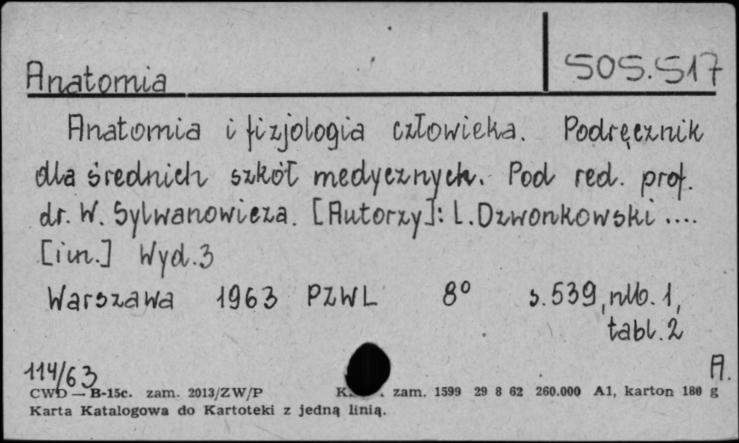 Anatomia 505.517
Anatomia i fizjologia człowieka. Podręcznik
dla średnich szkół medycznych. Pod red. prof.
dr. W. Sylwanowicza. [Autorzy]: L. Dzwonkowski ....
[i in.] Wyd. 3
Warszawa 1963 PZWL 8° s. 539, nlb. 1,
tabl. 2
114/63 A.
CWD — B-15c. zam. 2013/ZW/P zam. 1599 29 8 62 260.000 A1, karton 180 g
Karta Katalogowa do Kartoteki z jedną linią.